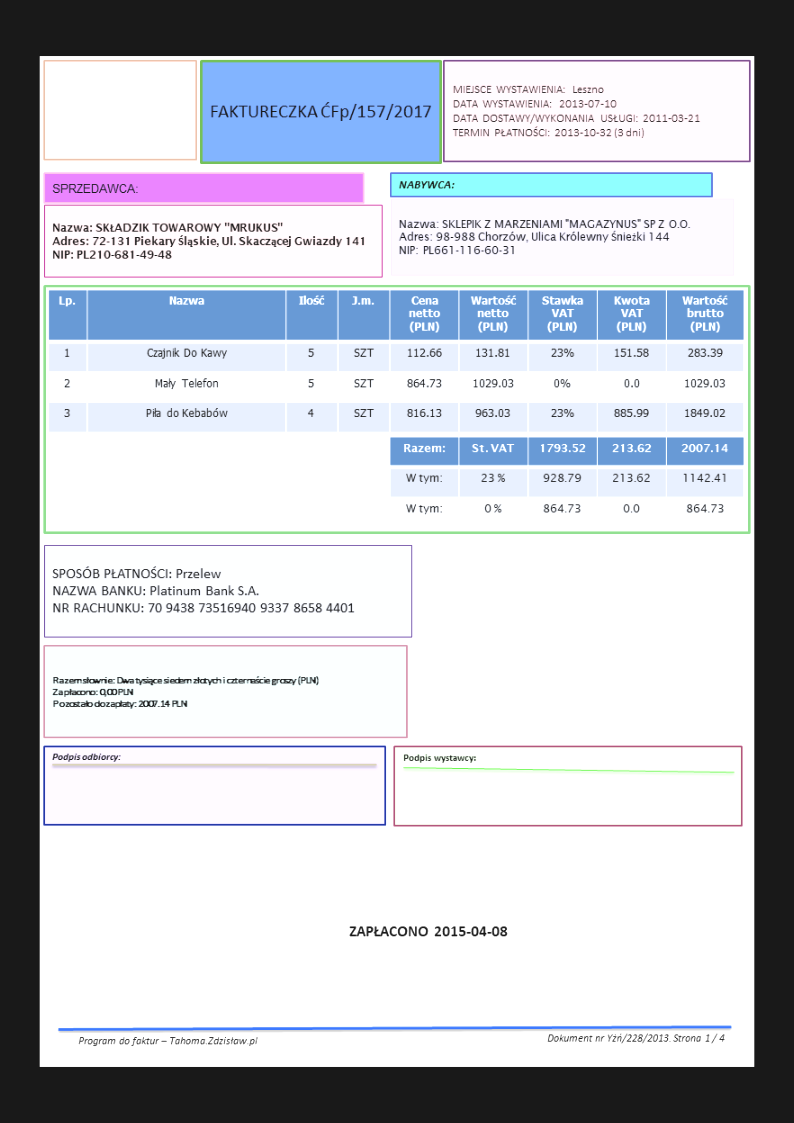 FAKTURECZKA ĆFp/157/2017
MIEJSCE WYSTAWIENIA: Leszno
DATA WYSTAWIENIA: 2013-07-10
DATA DOSTAWY/WYKONANIA USŁUGI: 2011-03-21
TERMIN PŁATNOŚCI: 2013-10-32 (3 dni)
SPRZEDAWCA:
NABYWCA:
Nazwa: SKŁADZIK TOWAROWY "MRUKUS"
Adres: 72-131 Piekary Śląskie, Ul. Skaczącej Gwiazdy 141
NIP: PL210-681-49-48
Nazwa: SKLEPIK Z MARZENIAMI "MAGAZYNUS" SP Z O.O.
Adres: 98-988 Chorzów, Ulica Królewny Śnieżki 144
NIP: PL661-116-60-31
Lp. Nazwa Ilość J.m. Cena netto (PLN) Wartość netto (PLN) Stawka VAT (PLN) Kwota VAT (PLN) Wartość brutto (PLN)
1 Czajnik Do Kawy 5 SZT 112.66 131.81 23% 151.58 283.39
2 Mały Telefon 5 SZT 864.73 1029.03 0% 0.0 1029.03
3 Piła do Kebabów 4 SZT 816.13 963.03 23% 885.99 1849.02
Razem: St. VAT 1793.52 213.62 2007.14
W tym: 23 % 928.79 213.62 1142.41
W tym: 0 % 864.73 0.0 864.73
SPOSÓB PŁATNOŚCI: Przelew
NAZWA BANKU: Platinum Bank S.A.
NR RACHUNKU: 70 9438 73516940 9337 8658 4401
Razem słownie: Dwa tysiące siedem złotych i czternaście groszy (PLN)
Zapłacono: 0,00 PLN
Pozostało do zapłaty: 2007.14 PLN
Podpis odbiorcy:
Podpis wystawcy:
ZAPŁACONO 2015-04-08
Program do faktur – Tahoma.Zdzisław.pl
Dokument nr Yżń/228/2013. Strona 1 / 4